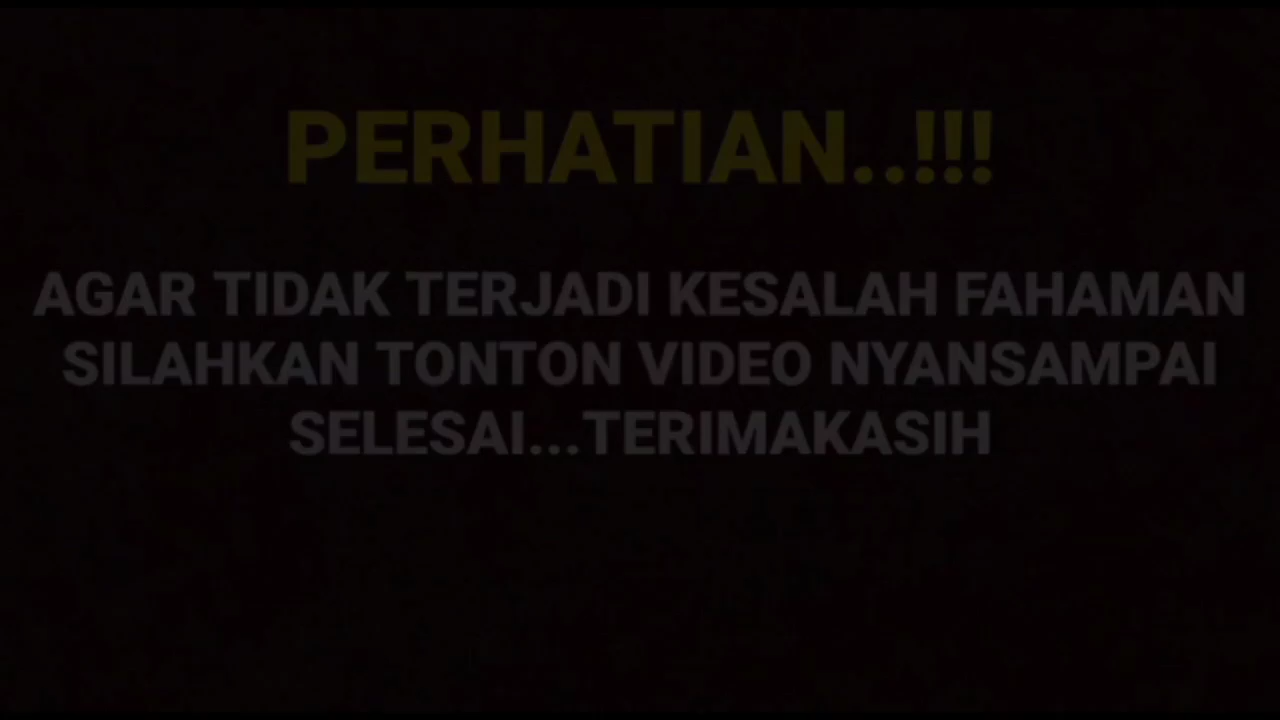 PERHATIAN..!!!
AGAR TIDAK TERJADI KESALAH FAHAMAN
SILAHKAN TONTON VIDEO NYANSAMPAI
SELESAI...TERIMAKASIH